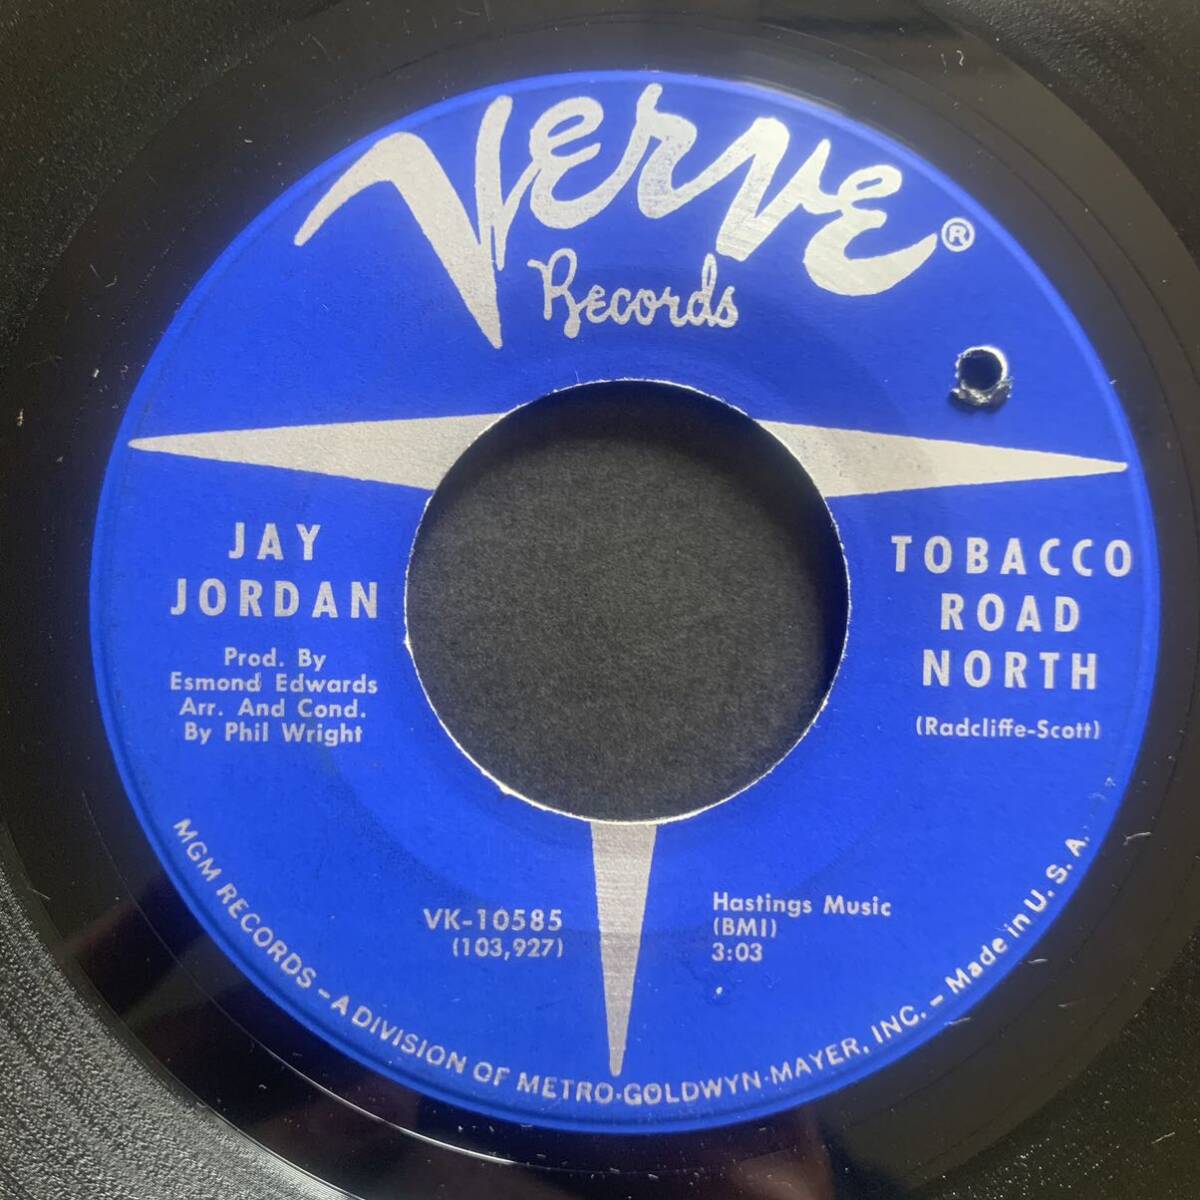 Verve®
Records
JAY
JORDAN
Prod. By
Esmond Edwards
Arr. And Cond.
By Phil Wright
TOBACCO
ROAD
NORTH
(Radcliffe-Scott)
VK-10585
(103,927)
Hastings Music
(BMI)
3:03
MGM RECORDS – A DIVISION OF METRO-GOLDWYN-MAYER, INC. – Made in U. S. A.